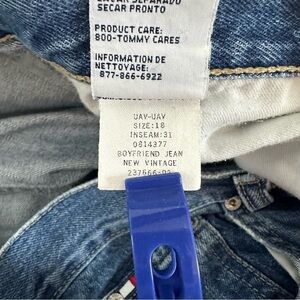 SECAR PRONTO
PRODUCT CARE:
800-TOMMY CARES
INFORMATION DE
NETTOYAGE:
877-866-6922
UAV-UAV
SIZE:18
INSEAM:31
0814377
BOYFRIEND JEAN
NEW VINTAGE